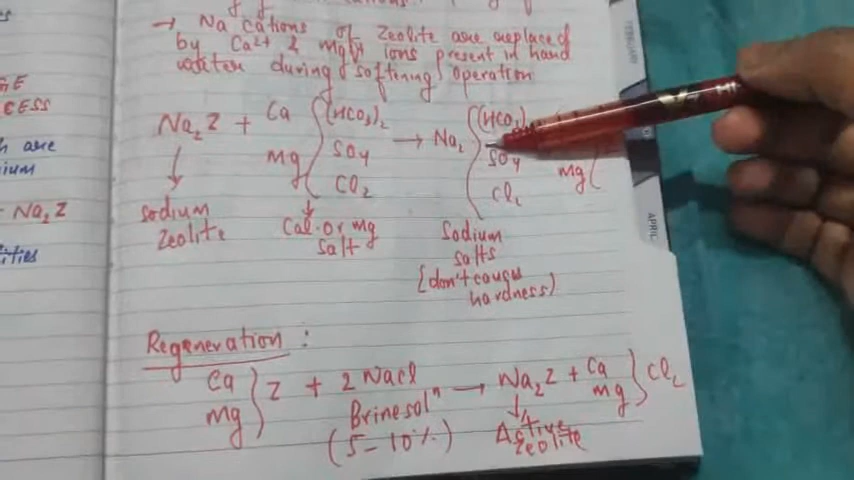 → Na cations of Zeolite are replaced
by Ca2+ & mg ions present in hard
water during softening operation
Na2Z + Ca mg { (HCO3)2 SO4 Cl2 → Na2 { (HCO3) SO4 Cl2 mg
sodium zeolite
Cal. or mg salt
Sodium salts
[don't cause hardness)
Regeneration :
Ca mg } Z + 2 NaCl → Na2Z + Ca mg } Cl2
Brine soln
(5-10%)
Active zeolite
CESS
h are
ium
Na2Z
ities
FEBRUARY
APRIL